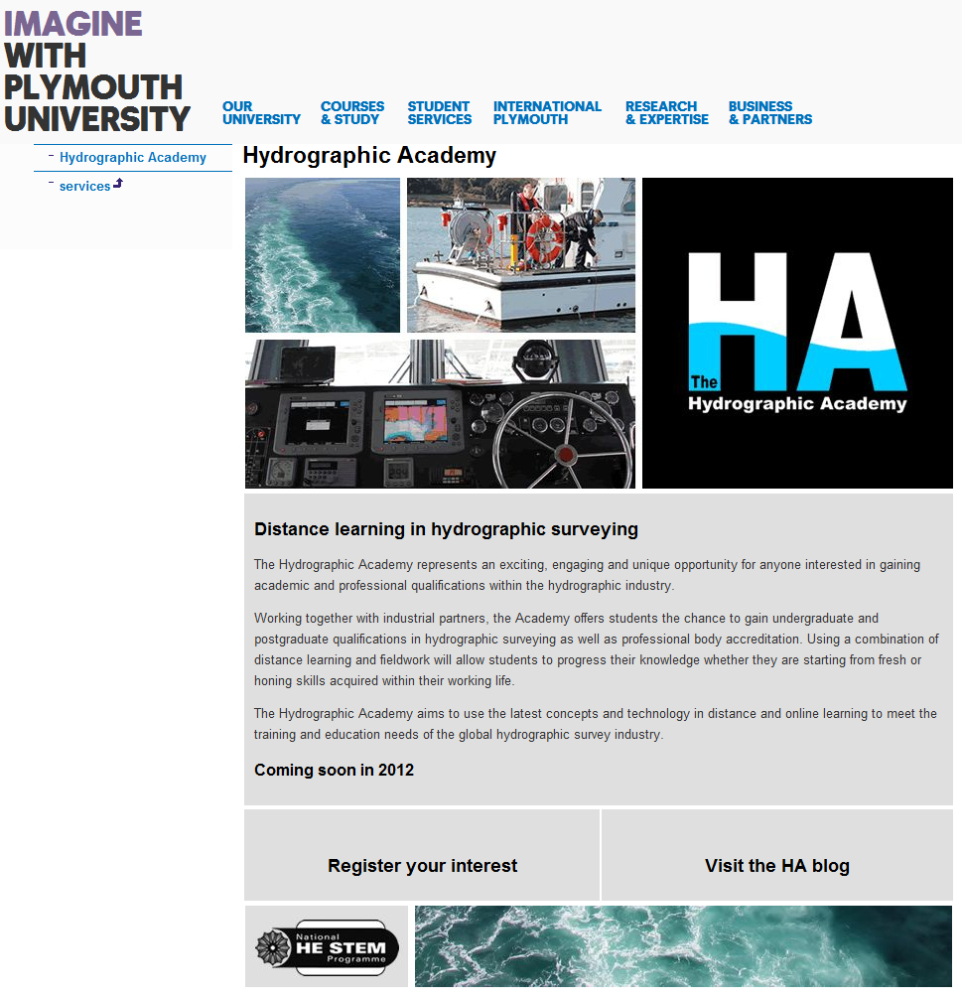 IMAGINE
WITH
PLYMOUTH
UNIVERSITY
OUR
UNIVERSITY
COURSES
& STUDY
STUDENT
SERVICES
INTERNATIONAL
PLYMOUTH
RESEARCH
& EXPERTISE
BUSINESS
& PARTNERS
Hydrographic Academy
services
Hydrographic Academy
HA
The
Hydrographic Academy
Distance learning in hydrographic surveying
The Hydrographic Academy represents an exciting, engaging and unique opportunity for anyone interested in gaining
academic and professional qualifications within the hydrographic industry.
Working together with industrial partners, the Academy offers students the chance to gain undergraduate and
postgraduate qualifications in hydrographic surveying as well as professional body accreditation. Using a combination of
distance learning and fieldwork will allow students to progress their knowledge whether they are starting from fresh or
honing skills acquired within their working life.
The Hydrographic Academy aims to use the latest concepts and technology in distance and online learning to meet the
training and education needs of the global hydrographic survey industry.
Coming soon in 2012
Register your interest
Visit the HA blog
National
HE STEM
Programme